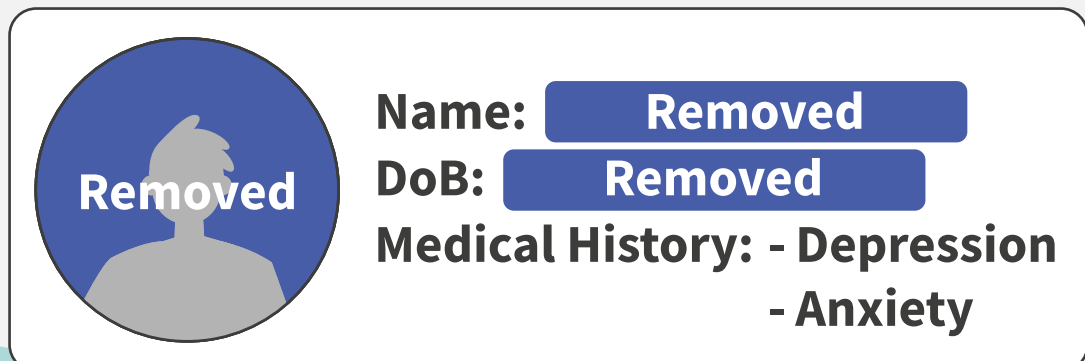 Removed
Name: Removed
DoB: Removed
Medical History: - Depression
- Anxiety